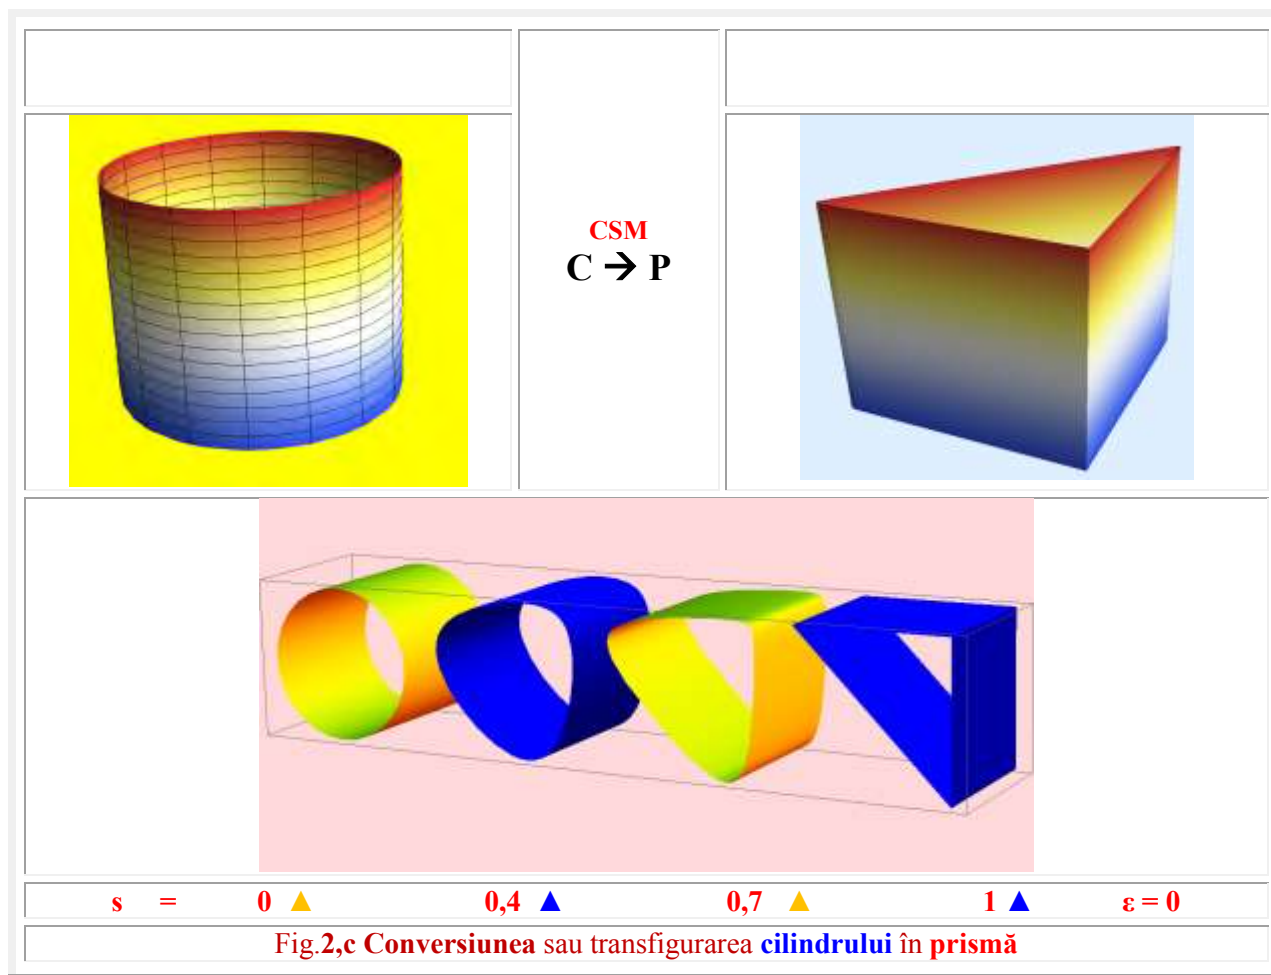 CSM
C → P
s = 0 ▲ 0,4 ▲ 0,7 ▲ 1 ▲ ε = 0
Fig.2,c Conversiunea sau transfigurarea cilindrului în prismă